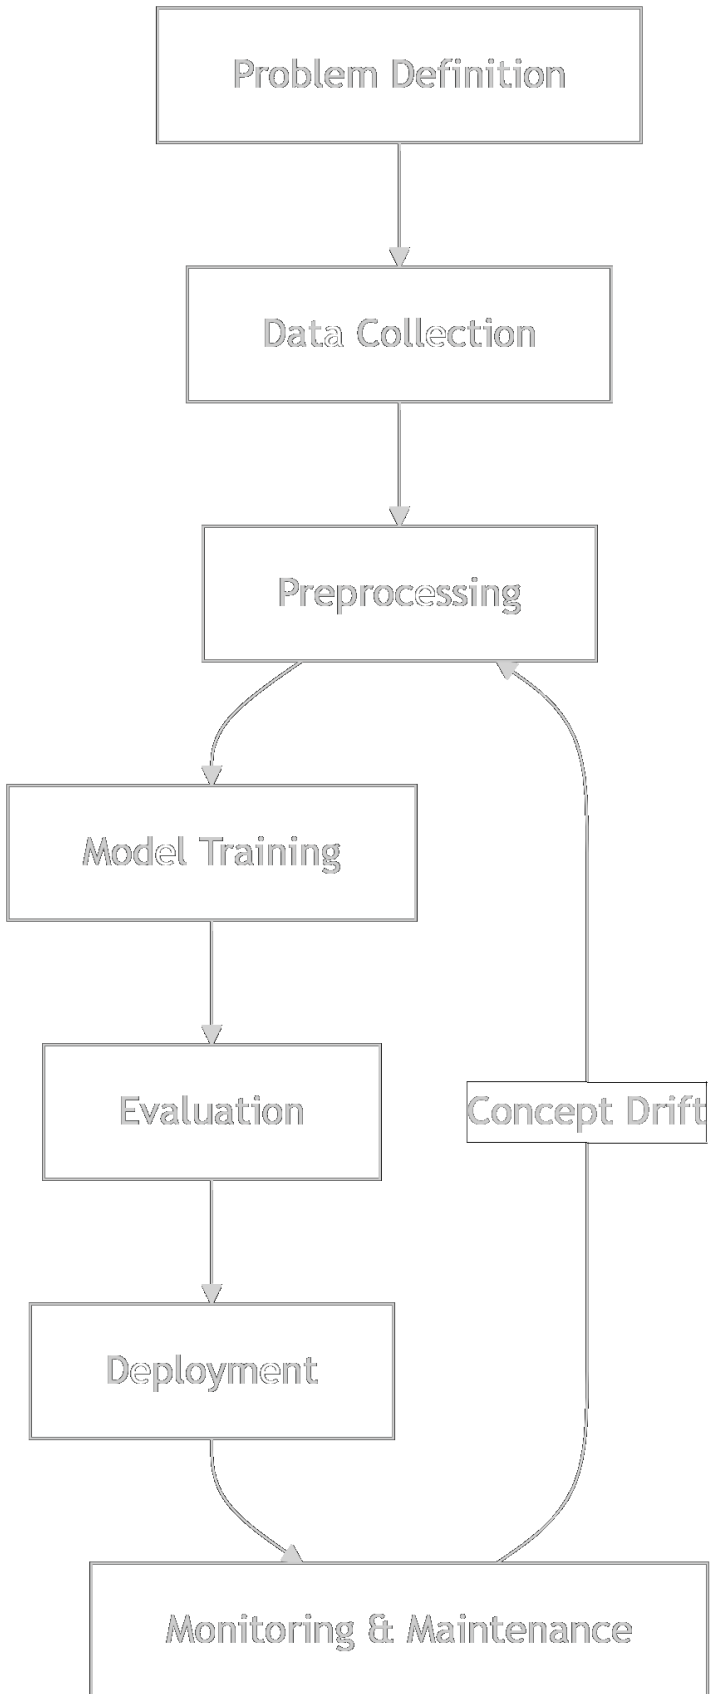 Problem Definition
Data Collection
Preprocessing
Model Training
Evaluation
Concept Drift
Deployment
Monitoring & Maintenance